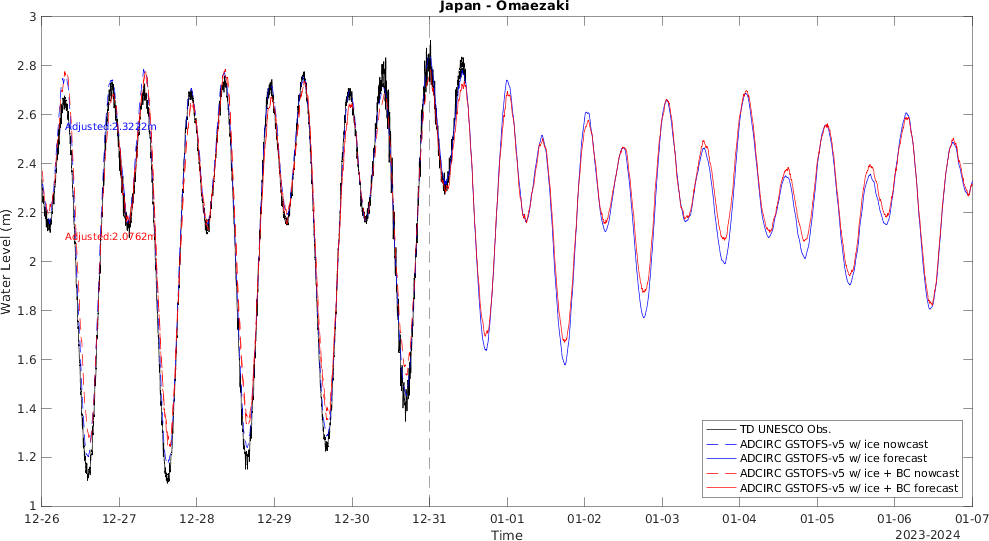 Japan - Omaezaki
3
2.8
2.6
2.4
2.2
2
1.8
1.6
1.4
1.2
1
Water Level (m)
Adjusted:2.3222m
Adjusted:2.0762m
TD UNESCO Obs.
ADCIRC GSTOFS-v5 w/ ice nowcast
ADCIRC GSTOFS-v5 w/ ice forecast
ADCIRC GSTOFS-v5 w/ ice + BC nowcast
ADCIRC GSTOFS-v5 w/ ice + BC forecast
12-26 12-27 12-28 12-29 12-30 12-31 01-01 01-02 01-03 01-04 01-05 01-06 01-07
Time
2023-2024